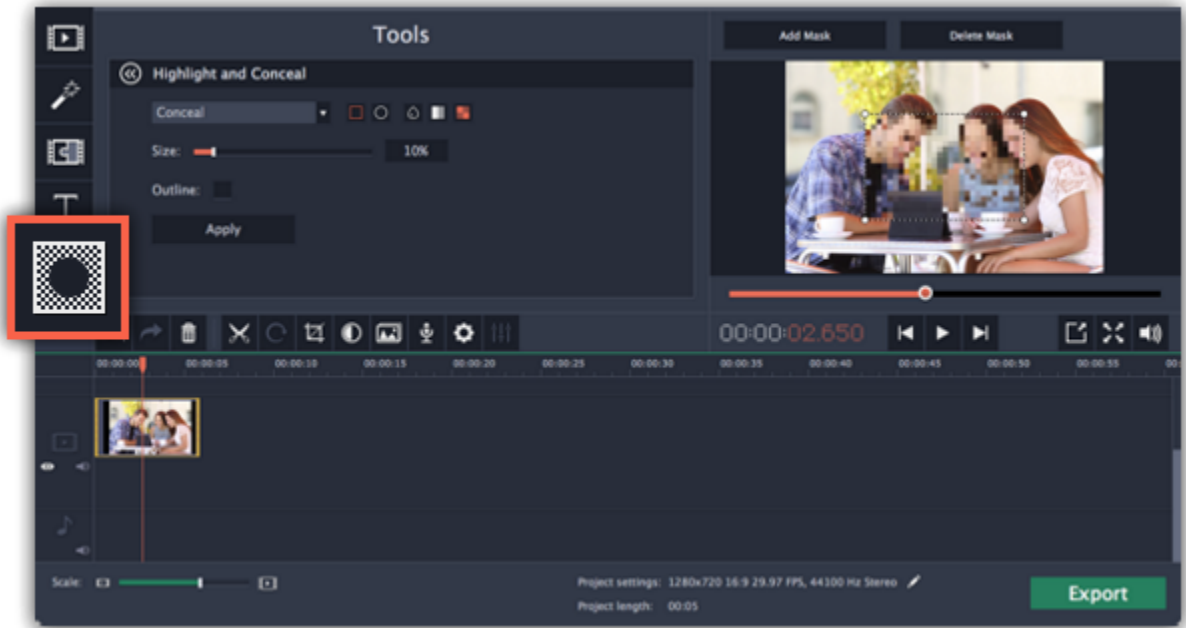 Tools
Add Mask
Delete Mask
Highlight and Conceal
Conceal
Size:
10%
Outline:
T
Apply
00:00:02.650
00:00:00
00:00:05
00:00:10
00:00:15
00:00:20
00:00:25
00:00:30
00:00:35
00:00:40
00:00:45
00:00:50
00:00:55
00:
Scale:
Project settings: 1280x720 16:9 29.97 FPS, 44100 Hz Stereo
Project length: 00:05
Export